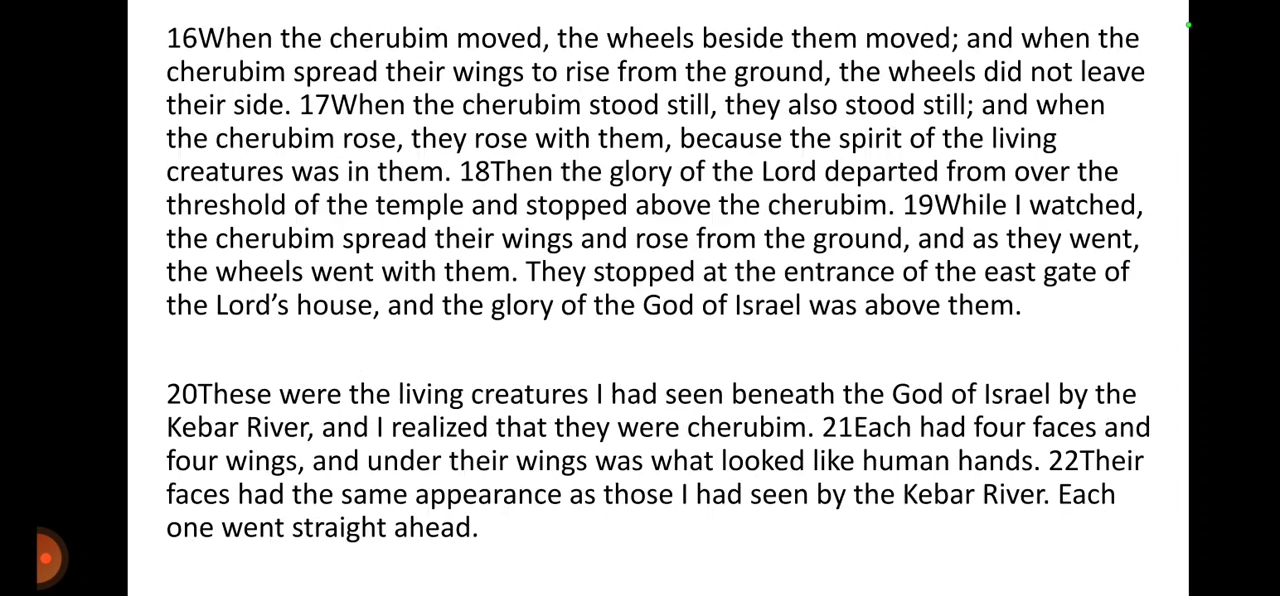 16When the cherubim moved, the wheels beside them moved; and when the
cherubim spread their wings to rise from the ground, the wheels did not leave
their side. 17When the cherubim stood still, they also stood still; and when
the cherubim rose, they rose with them, because the spirit of the living
creatures was in them. 18Then the glory of the Lord departed from over the
threshold of the temple and stopped above the cherubim. 19While I watched,
the cherubim spread their wings and rose from the ground, and as they went,
the wheels went with them. They stopped at the entrance of the east gate of
the Lord’s house, and the glory of the God of Israel was above them.
20These were the living creatures I had seen beneath the God of Israel by the
Kebar River, and I realized that they were cherubim. 21Each had four faces and
four wings, and under their wings was what looked like human hands. 22Their
faces had the same appearance as those I had seen by the Kebar River. Each
one went straight ahead.